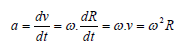 a = dv/dt = ω.dR/dt = ω.v = ω²R